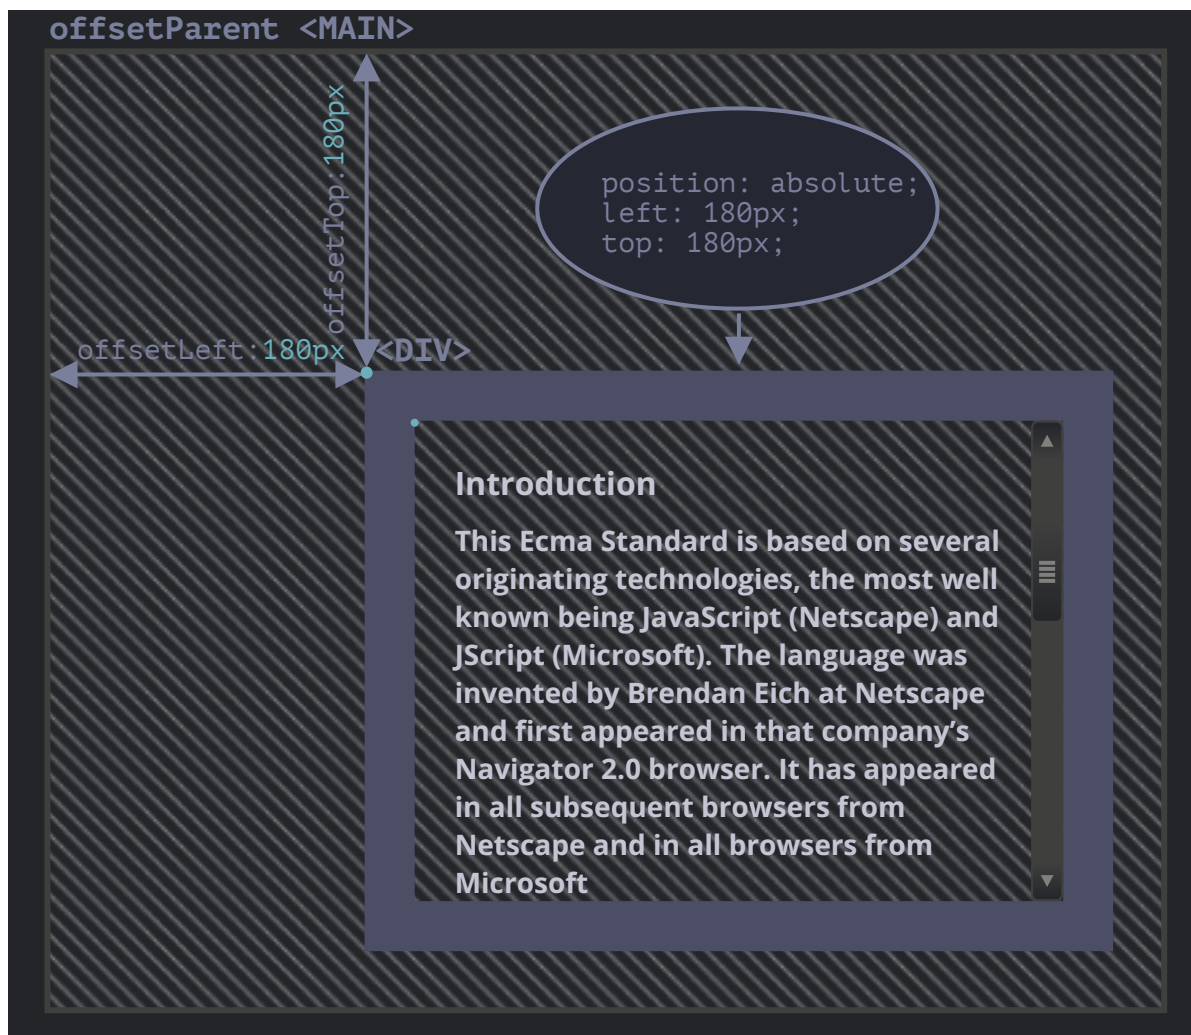 offsetParent <MAIN>
offsetTop:180px
position: absolute;
left: 180px;
top: 180px;
offsetLeft:180px
<DIV>
Introduction
This Ecma Standard is based on several
originating technologies, the most well
known being JavaScript (Netscape) and
JScript (Microsoft). The language was
invented by Brendan Eich at Netscape
and first appeared in that company’s
Navigator 2.0 browser. It has appeared
in all subsequent browsers from
Netscape and in all browsers from
Microsoft